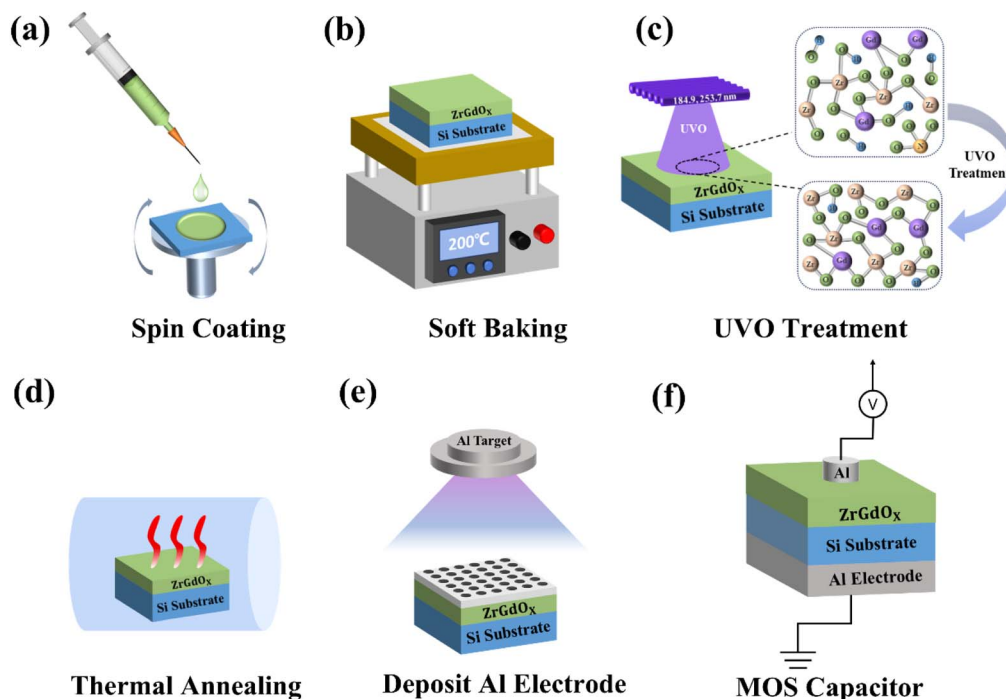 (a)
Spin Coating
(b)
ZrGdOX
Si Substrate
200°C
Soft Baking
(c)
184.9, 253.7 nm
UVO
ZrGdOX
Si Substrate
UVO
Treatment
UVO Treatment
(d)
ZrGdOX
Si Substrate
Thermal Annealing
(e)
Al Target
ZrGdOX
Si Substrate
Deposit Al Electrode
(f)
V
Al
ZrGdOX
Si Substrate
Al Electrode
MOS Capacitor